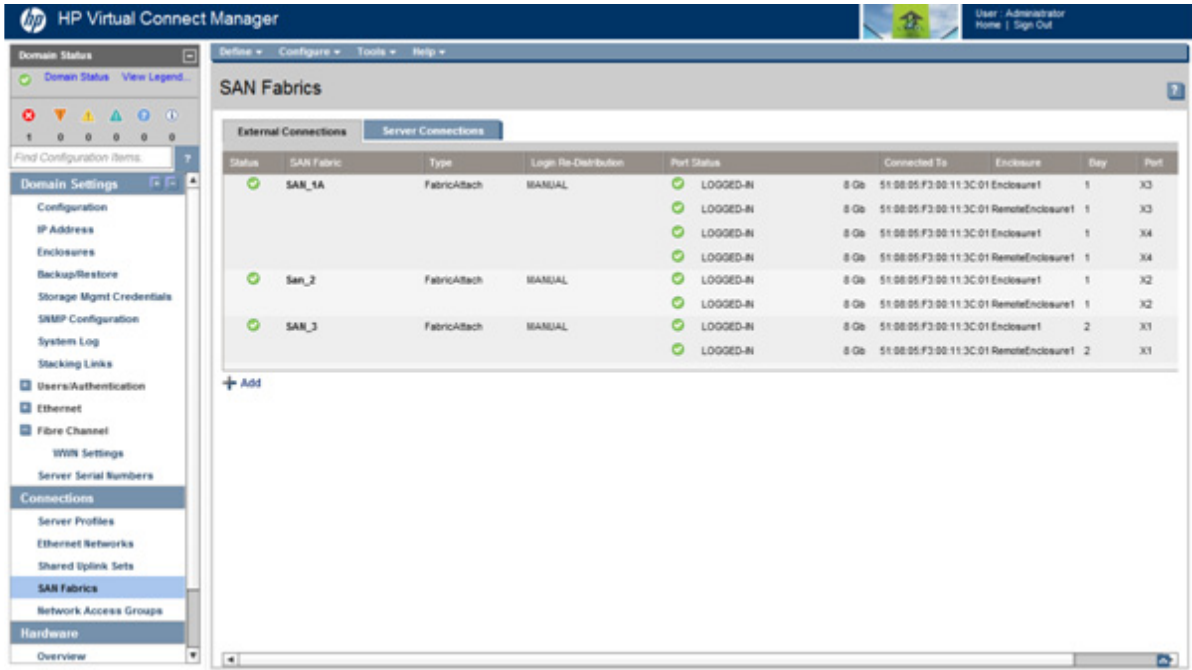 hp HP Virtual Connect Manager
User : Administrator
Home | Sign Out
Domain Status
Domain Status View Legend...
1 0 0 0 0 0
Find Configuration Items: ?
Domain Settings
Configuration
IP Address
Enclosures
Backup/Restore
Storage Mgmt Credentials
SNMP Configuration
System Log
Stacking Links
Users/Authentication
Ethernet
Fibre Channel
WWN Settings
Server Serial Numbers
Connections
Server Profiles
Ethernet Networks
Shared Uplink Sets
SAN Fabrics
Network Access Groups
Hardware
Overview
Define Configure Tools Help
SAN Fabrics ?
External Connections Server Connections
Status SAN Fabric Type Login Re-Distribution Port Status Connected To Enclosure Bay Port
SAN_1A FabricAttach MANUAL LOGGED-IN 8 Gb 51:08:05:F3:00:11:3C:01 Enclosure1 1 X3
LOGGED-IN 8 Gb 51:08:05:F3:00:11:3C:01 RemoteEnclosure1 1 X3
LOGGED-IN 8 Gb 51:08:05:F3:00:11:3C:01 Enclosure1 1 X4
LOGGED-IN 8 Gb 51:08:05:F3:00:11:3C:01 RemoteEnclosure1 1 X4
San_2 FabricAttach MANUAL LOGGED-IN 8 Gb 51:08:05:F3:00:11:3C:01 Enclosure1 1 X2
LOGGED-IN 8 Gb 51:08:05:F3:00:11:3C:01 RemoteEnclosure1 1 X2
SAN_3 FabricAttach MANUAL LOGGED-IN 8 Gb 51:08:05:F3:00:11:3C:01 Enclosure1 2 X1
LOGGED-IN 8 Gb 51:08:05:F3:00:11:3C:01 RemoteEnclosure1 2 X1
Add